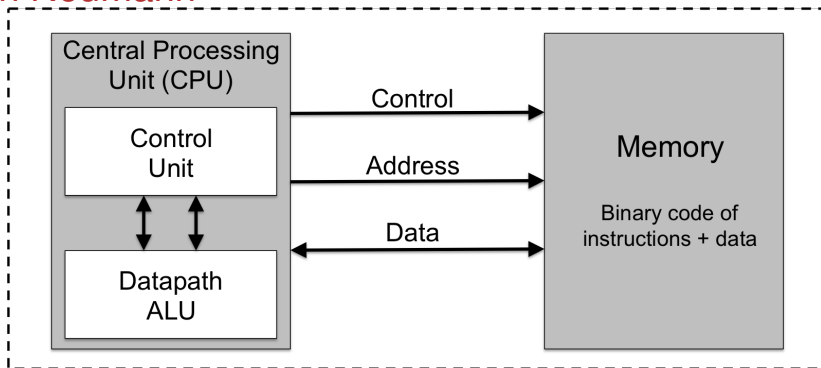 Central Processing
Unit (CPU)
Control
Unit
Datapath
ALU
Control
Address
Data
Memory
Binary code of
instructions + data